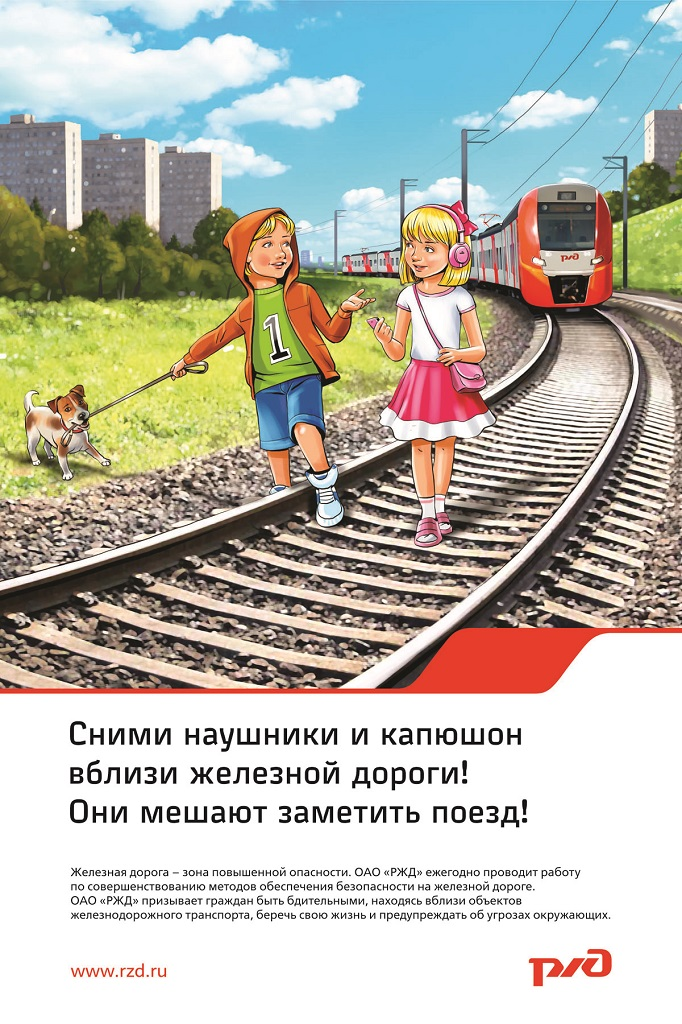 1
РЖД
Сними наушники и капюшон
вблизи железной дороги!
Они мешают заметить поезд!
Железная дорога – зона повышенной опасности. ОАО «РЖД» ежегодно проводит работу
по совершенствованию методов обеспечения безопасности на железной дороге.
ОАО «РЖД» призывает граждан быть бдительными, находясь вблизи объектов
железнодорожного транспорта, беречь свою жизнь и предупреждать об угрозах окружающих.
www.rzd.ru
РЖД